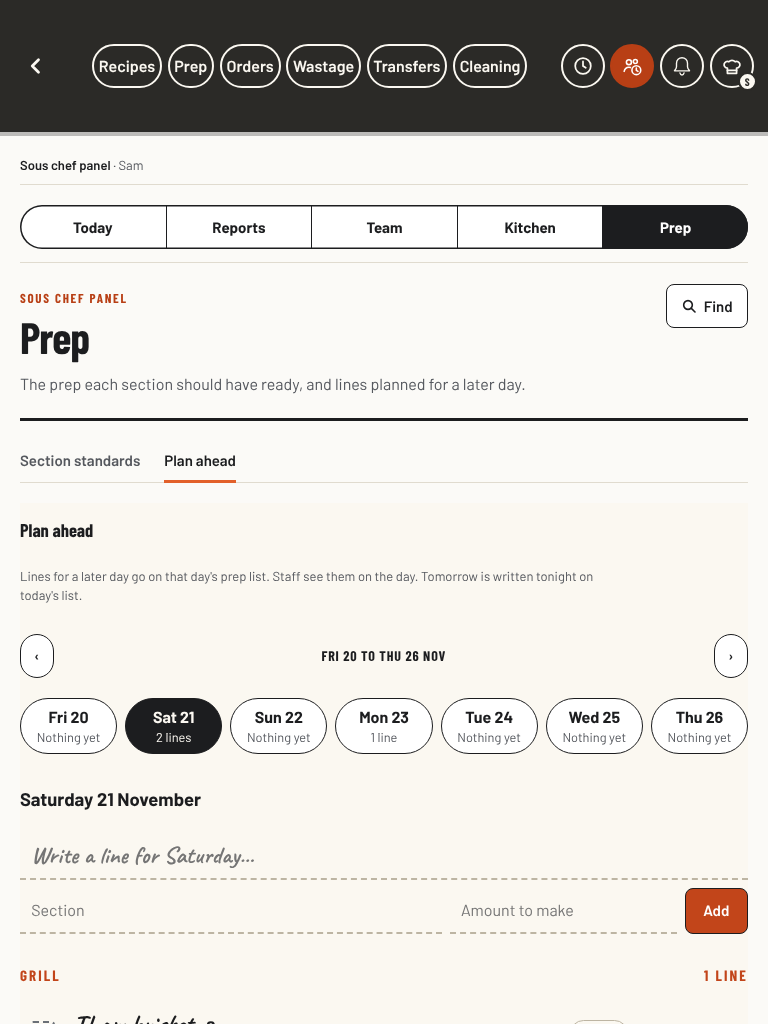 Recipes Prep Orders Wastage Transfers Cleaning
S
Sous chef panel · Sam
Today Reports Team Kitchen Prep
SOUS CHEF PANEL
Find
Prep
The prep each section should have ready, and lines planned for a later day.
Section standards Plan ahead
Plan ahead
Lines for a later day go on that day's prep list. Staff see them on the day. Tomorrow is written tonight on
today's list.
‹ FRI 20 TO THU 26 NOV ›
Fri 20 Sat 21 Sun 22 Mon 23 Tue 24 Wed 25 Thu 26
Nothing yet 2 lines Nothing yet 1 line Nothing yet Nothing yet Nothing yet
Saturday 21 November
Write a line for Saturday...
Section Amount to make Add
GRILL 1 LINE